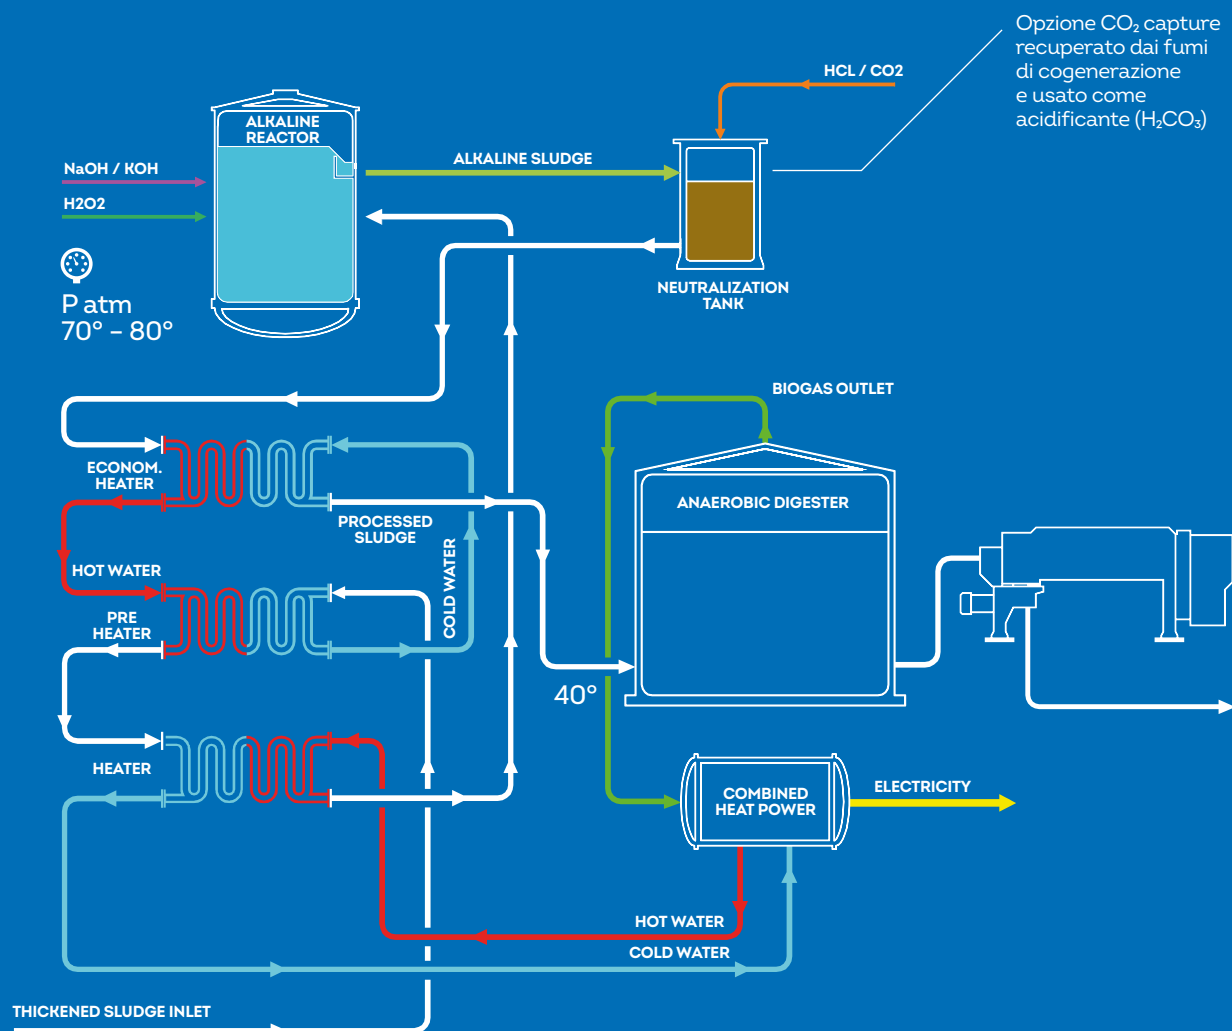 Opzione CO₂ capture
recuperato dai fumi
di cogenerazione
e usato come
acidificante (H₂CO₃)
HCL / CO2
ALKALINE
REACTOR
ALKALINE SLUDGE
NaOH / KOH
H2O2
P atm
70° – 80°
NEUTRALIZATION
TANK
BIOGAS OUTLET
ECONOM.
HEATER
ANAEROBIC DIGESTER
PROCESSED
SLUDGE
COLD WATER
HOT WATER
PRE
HEATER
40°
HEATER
COMBINED
HEAT POWER
ELECTRICITY
HOT WATER
COLD WATER
THICKENED SLUDGE INLET